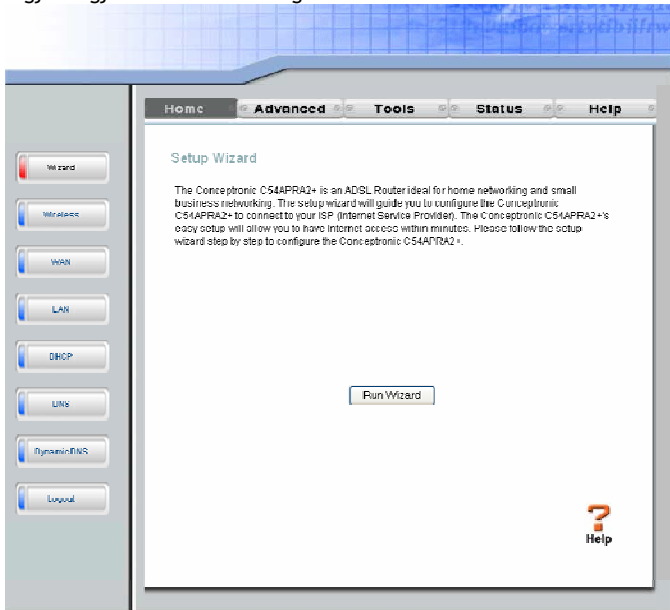 Home Advanced Tools Status Help
Wizard
Wireless
WAN
LAN
DHCP
DNS
DynamicDNS
Logout
Setup Wizard
The Conceptronic C54APRA2+ is an ADSL Router ideal for home networking and small
business networking. The setup wizard will guide you to configure the Conceptronic
C54APRA2+ to connect to your ISP (Internet Service Provider). The Conceptronic C54APRA2+'s
easy setup will allow you to have Internet access within minutes. Please follow the setup
wizard step by step to configure the Conceptronic C54APRA2+.
Run Wizard
Help